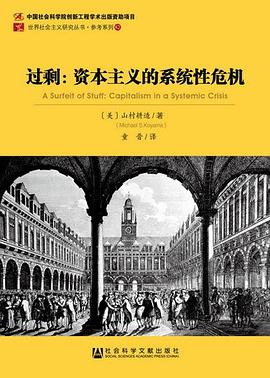 中国社会科学院创新工程学术出版资助项目
世界社会主义研究丛书·参考系列
过剩：资本主义的系统性危机
A Surfeit of Stuff: Capitalism in a Systemic Crisis
〔美〕山村耕造／著
童晋／译
社会科学文献出版社
SOCIAL SCIENCES ACADEMIC PRESS (CHINA)